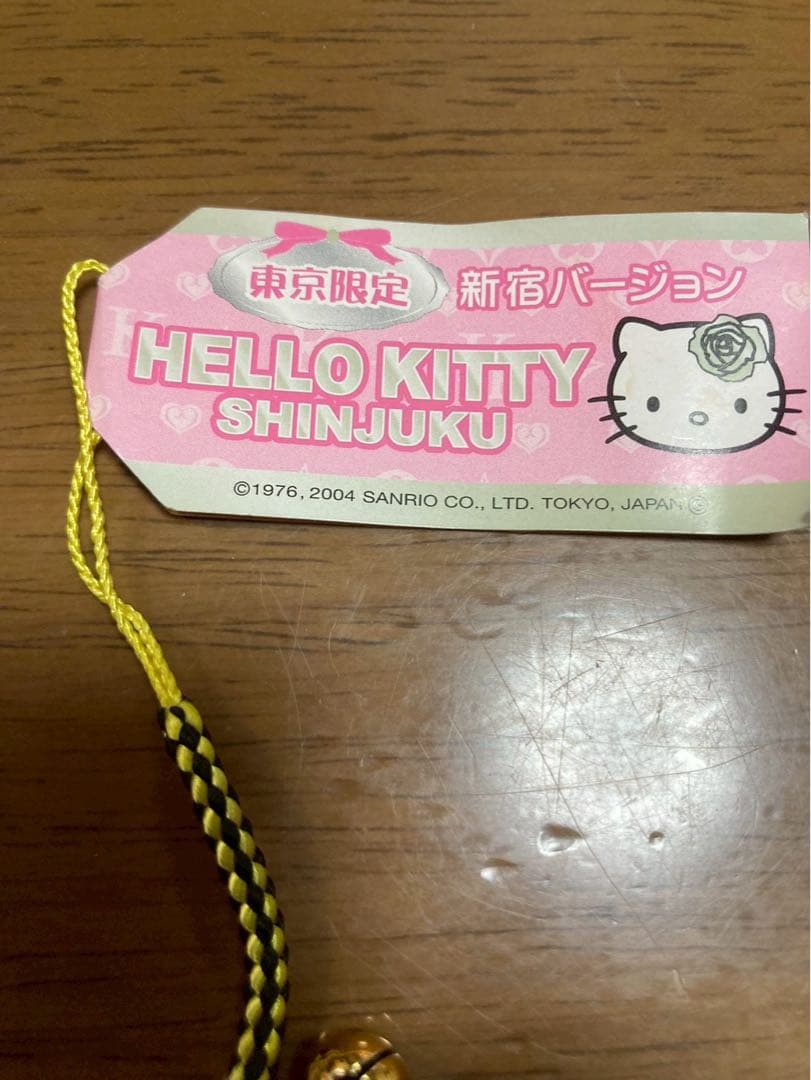 東京限定 新宿バージョン
HELLO KITTY
SHINJUKU
©1976, 2004 SANRIO CO., LTD. TOKYO, JAPAN Ⓖ